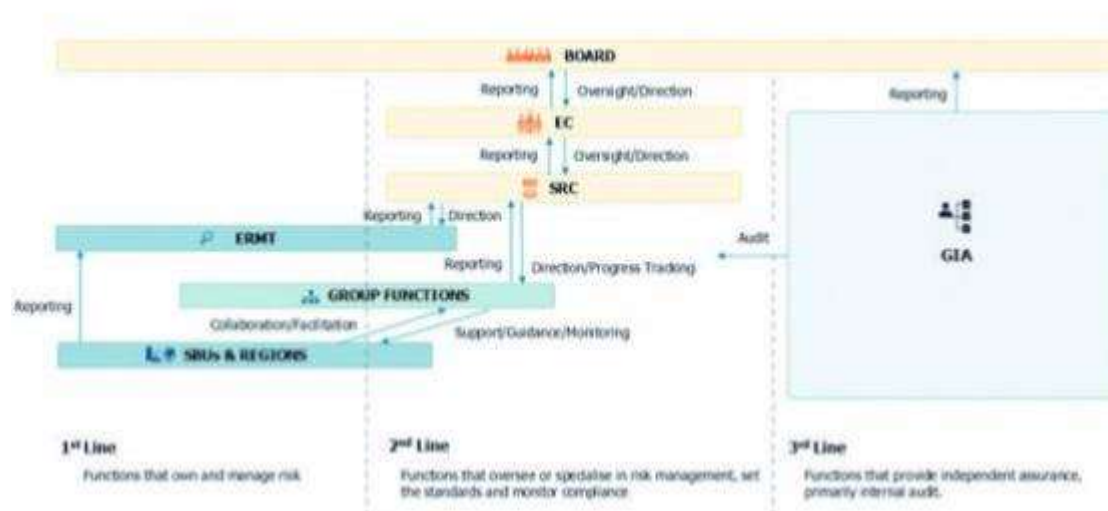 BOARD
Reporting
Oversight/Direction
Reporting
EC
Reporting
Oversight/Direction
SRC
Reporting
Direction
ERMT
Audit
GIA
Reporting
Direction/Progress Tracking
Reporting
GROUP FUNCTIONS
Collaboration/Facilitation
Support/Guidance/Monitoring
SBUs & REGIONS
1st Line
Functions that own and manage risk
2nd Line
Functions that oversee or specialise in risk management, set
the standards and monitor compliance
3rd Line
Functions that provide independent assurance,
primarily internal audit.